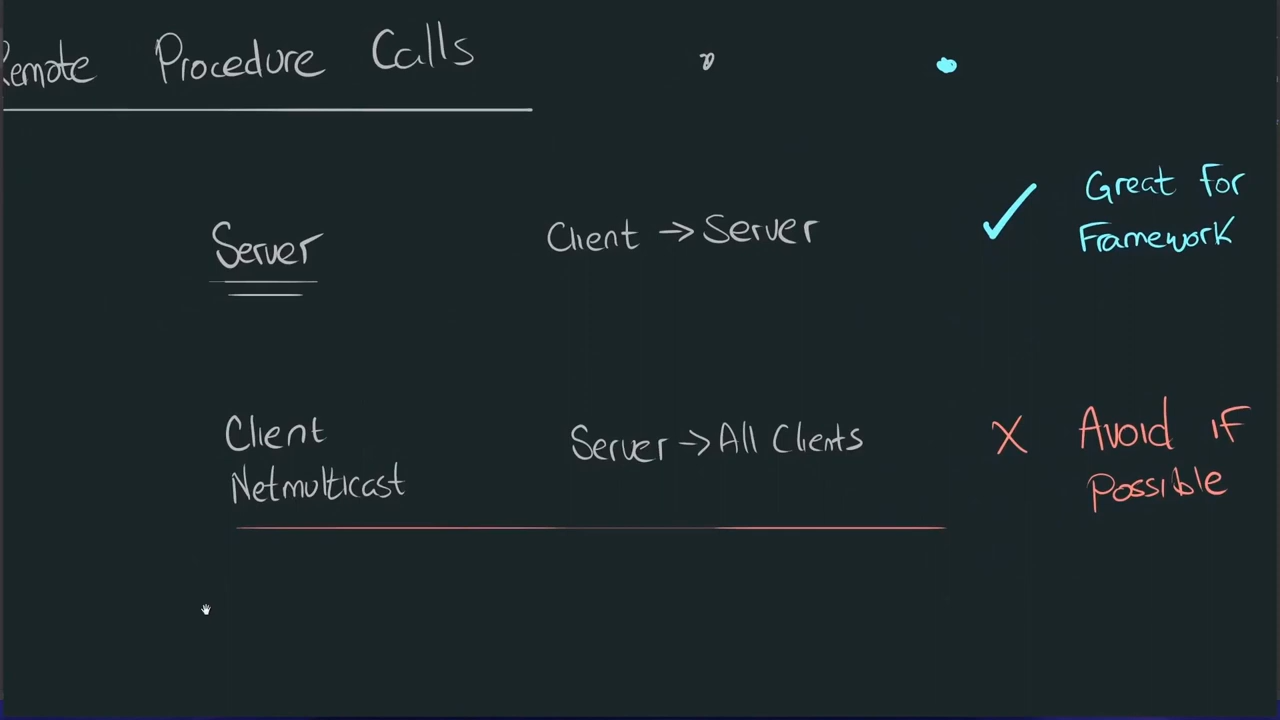 Remote Procedure Calls
Server
Client → Server
✓ Great for
Framework
Client
Netmulticast
Server → All Clients
X Avoid if
Possible